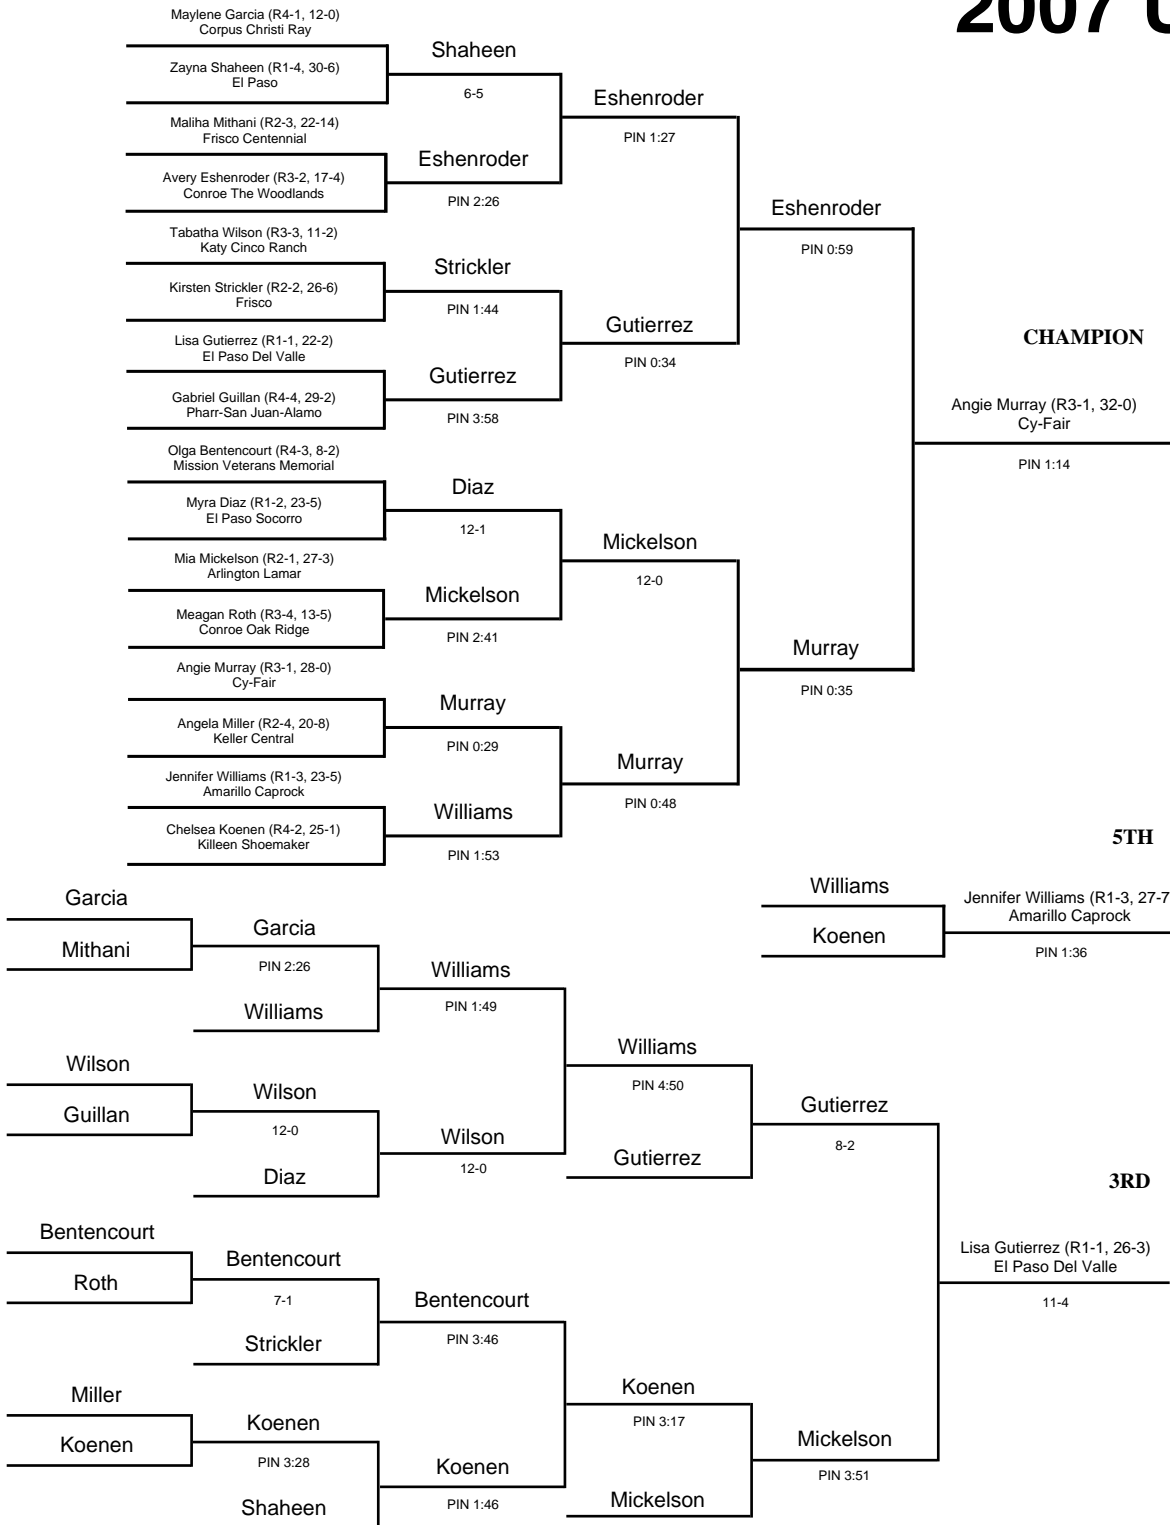 2007 U
Maylene Garcia (R4-1, 12-0)
Corpus Christi Ray
Zayna Shaheen (R1-4, 30-6)
El Paso
Shaheen
6-5
Maliha Mithani (R2-3, 22-14)
Frisco Centennial
Avery Eshenroder (R3-2, 17-4)
Conroe The Woodlands
Eshenroder
PIN 2:26
Eshenroder
PIN 1:27
Tabatha Wilson (R3-3, 11-2)
Katy Cinco Ranch
Kirsten Strickler (R2-2, 26-6)
Frisco
Strickler
PIN 1:44
Lisa Gutierrez (R1-1, 22-2)
El Paso Del Valle
Gabriel Guillan (R4-4, 29-2)
Pharr-San Juan-Alamo
Gutierrez
PIN 3:58
Gutierrez
PIN 0:34
Eshenroder
PIN 0:59
Olga Bentencourt (R4-3, 8-2)
Mission Veterans Memorial
Myra Diaz (R1-2, 23-5)
El Paso Socorro
Diaz
12-1
Mia Mickelson (R2-1, 27-3)
Arlington Lamar
Meagan Roth (R3-4, 13-5)
Conroe Oak Ridge
Mickelson
PIN 2:41
Mickelson
12-0
Angie Murray (R3-1, 28-0)
Cy-Fair
Angela Miller (R2-4, 20-8)
Keller Central
Murray
PIN 0:29
Jennifer Williams (R1-3, 23-5)
Amarillo Caprock
Chelsea Koenen (R4-2, 25-1)
Killeen Shoemaker
Williams
PIN 1:53
Murray
PIN 0:48
Murray
PIN 0:35
CHAMPION
Angie Murray (R3-1, 32-0)
Cy-Fair
PIN 1:14
5TH
Williams
Koenen
Jennifer Williams (R1-3, 27-7
Amarillo Caprock
PIN 1:36
Garcia
Mithani
Garcia
PIN 2:26
Williams
Williams
PIN 1:49
Wilson
Guillan
Wilson
12-0
Diaz
Wilson
12-0
Williams
PIN 4:50
Gutierrez
Gutierrez
8-2
Bentencourt
Roth
Bentencourt
7-1
Strickler
Bentencourt
PIN 3:46
Miller
Koenen
Koenen
PIN 3:28
Shaheen
Koenen
PIN 1:46
Koenen
PIN 3:17
Mickelson
Mickelson
PIN 3:51
3RD
Lisa Gutierrez (R1-1, 26-3)
El Paso Del Valle
11-4